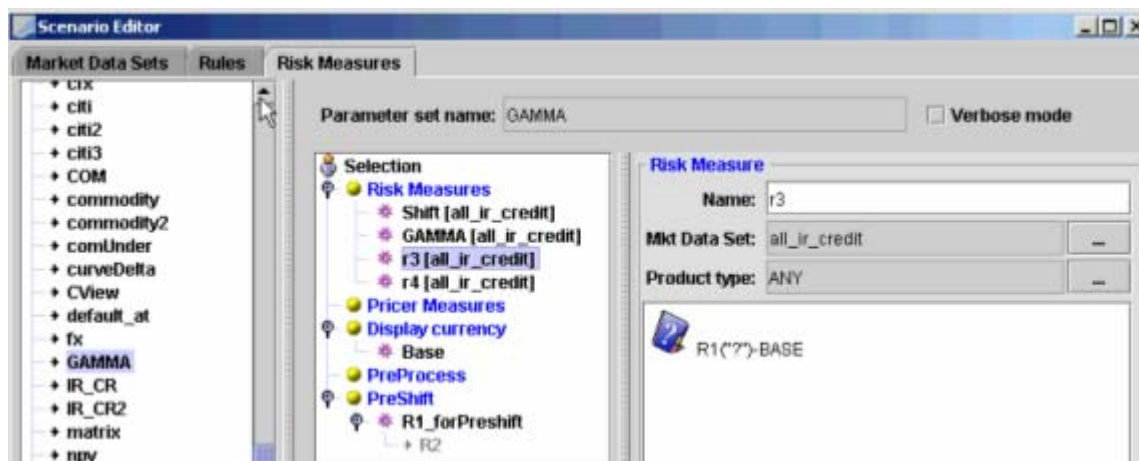 Scenario Editor
Market Data Sets Rules Risk Measures
citi
citi2
citi3
COM
commodity
commodity2
comUnder
curveDelta
CView
default_at
fx
GAMMA
IR_CR
IR_CR2
matrix
npv
Parameter set name: GAMMA Verbose mode
Selection
Risk Measures
Shift [all_ir_credit]
GAMMA [all_ir_credit]
r3 [all_ir_credit]
r4 [all_ir_credit]
Pricer Measures
Display currency
Base
PreProcess
PreShift
R1_forPreshift
R2
Risk Measure
Name: r3
Mkt Data Set: all_ir_credit ...
Product type: ANY ...
R1("?")-BASE